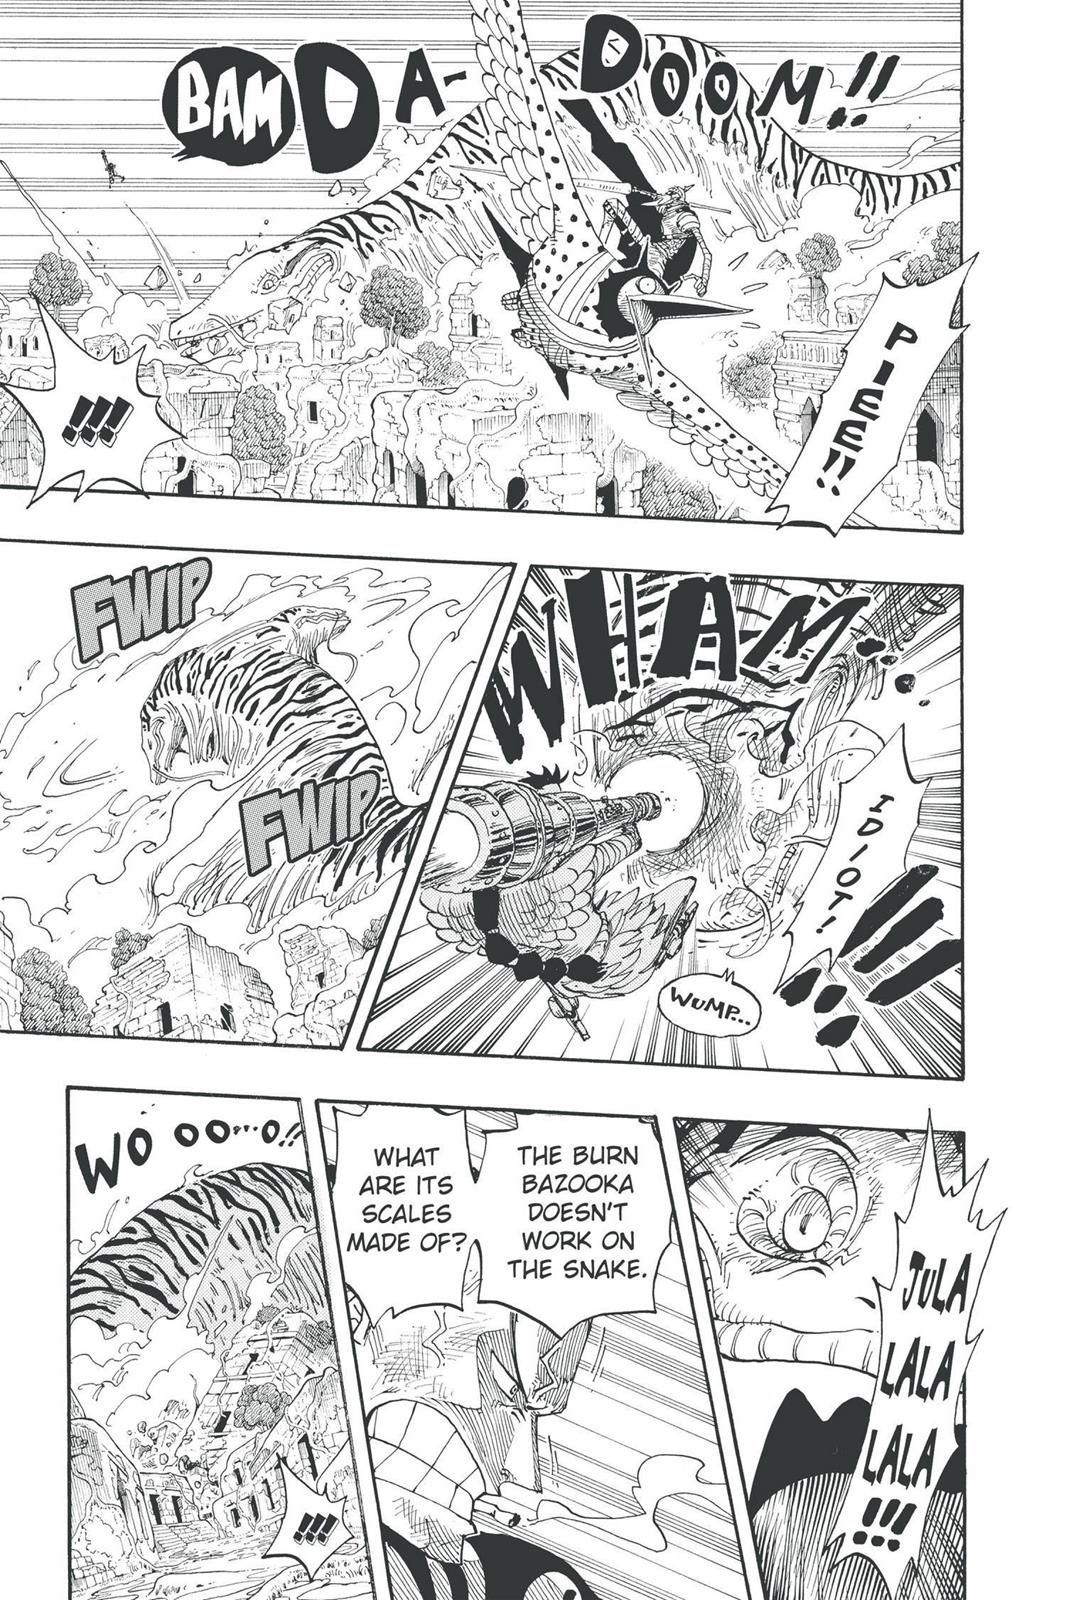 BAM DA-DOOM!!
PIEE!!
!!!!
WHAM...
IDIOT!
!!!
WUMP...
FWIP
FWIP
JULA
LALA
LALA
!!!
THE BURN
BAZOOKA
DOESN'T
WORK ON
THE SNAKE.
WHAT
ARE ITS
SCALES
MADE OF?
WO OO...O!!
!!!!